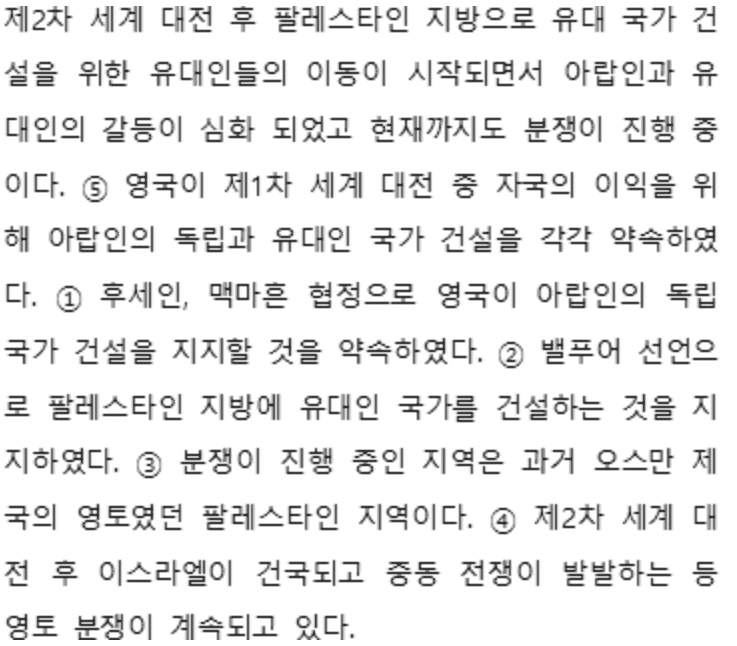 제2차 세계 대전 후 팔레스타인 지방으로 유대 국가 건
설을 위한 유대인들의 이동이 시작되면서 아랍인과 유
대인의 갈등이 심화 되었고 현재까지도 분쟁이 진행 중
이다. ⑤ 영국이 제1차 세계 대전 중 자국의 이익을 위
해 아랍인의 독립과 유대인 국가 건설을 각각 약속하였
다. ① 후세인, 맥마흔 협정으로 영국이 아랍인의 독립
국가 건설을 지지할 것을 약속하였다. ② 밸푸어 선언으
로 팔레스타인 지방에 유대인 국가를 건설하는 것을 지
지하였다. ③ 분쟁이 진행 중인 지역은 과거 오스만 제
국의 영토였던 팔레스타인 지역이다. ④ 제2차 세계 대
전 후 이스라엘이 건국되고 중동 전쟁이 발발하는 등
영토 분쟁이 계속되고 있다.